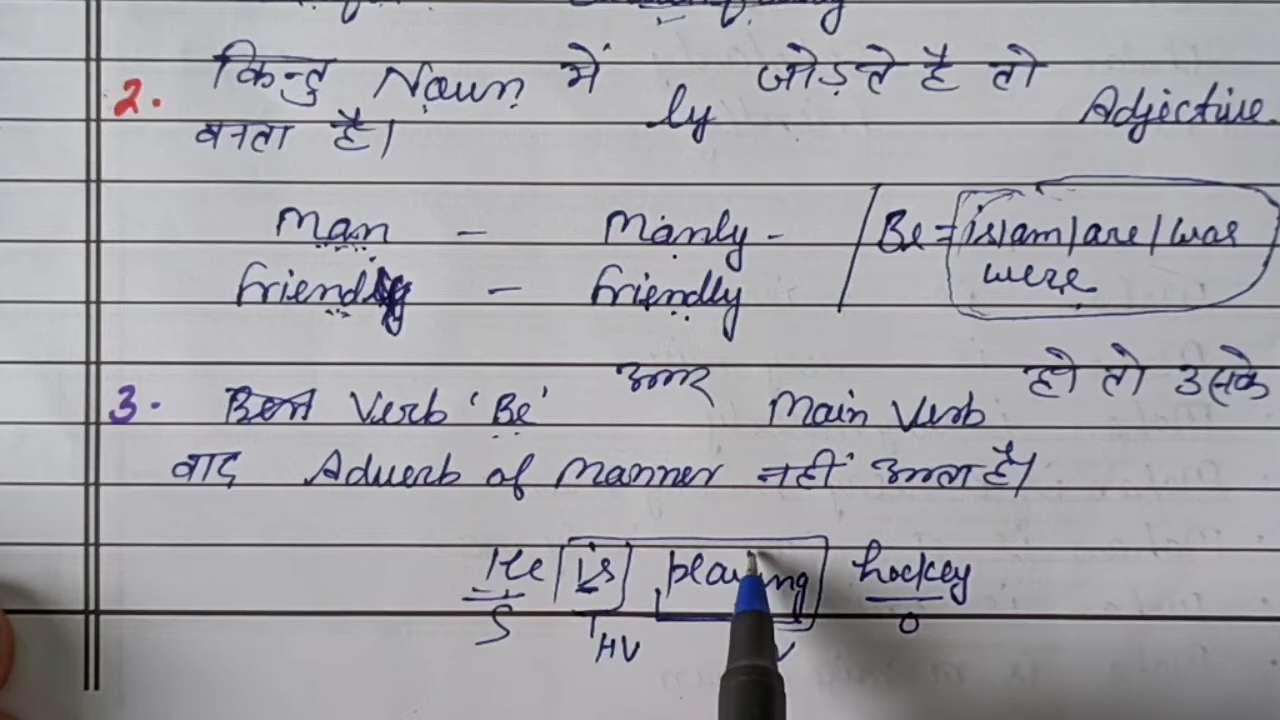 2. किन्तु Noun में ly जोड़ते है तो Adjective
बनता है।
Man - Manly - Be = is/am/are/was
were
friend - friendly
3. Verb 'Be' अगर Main Verb हो तो उसके
बाद Adverb of Manner नहीं आता है।
He is playing hockey
S HV V O